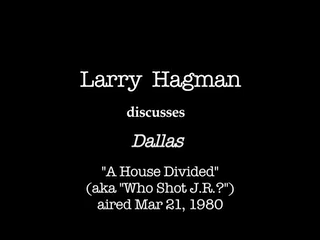 Larry Hagman
discusses
Dallas
"A House Divided"
(aka "Who Shot J.R.?")
aired Mar 21, 1980